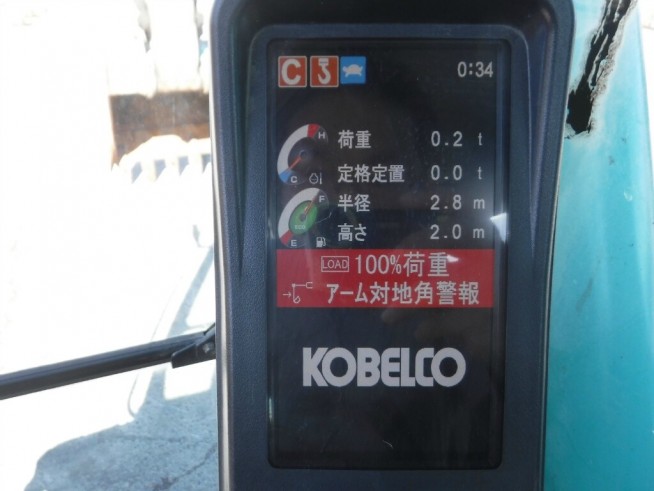 C 0:34
H
荷重 0.2 t
C
定格定置 0.0 t
F
半径 2.8 m
高さ 2.0 m
E
LOAD 100%荷重
アーム対地角警報
KOBELCO